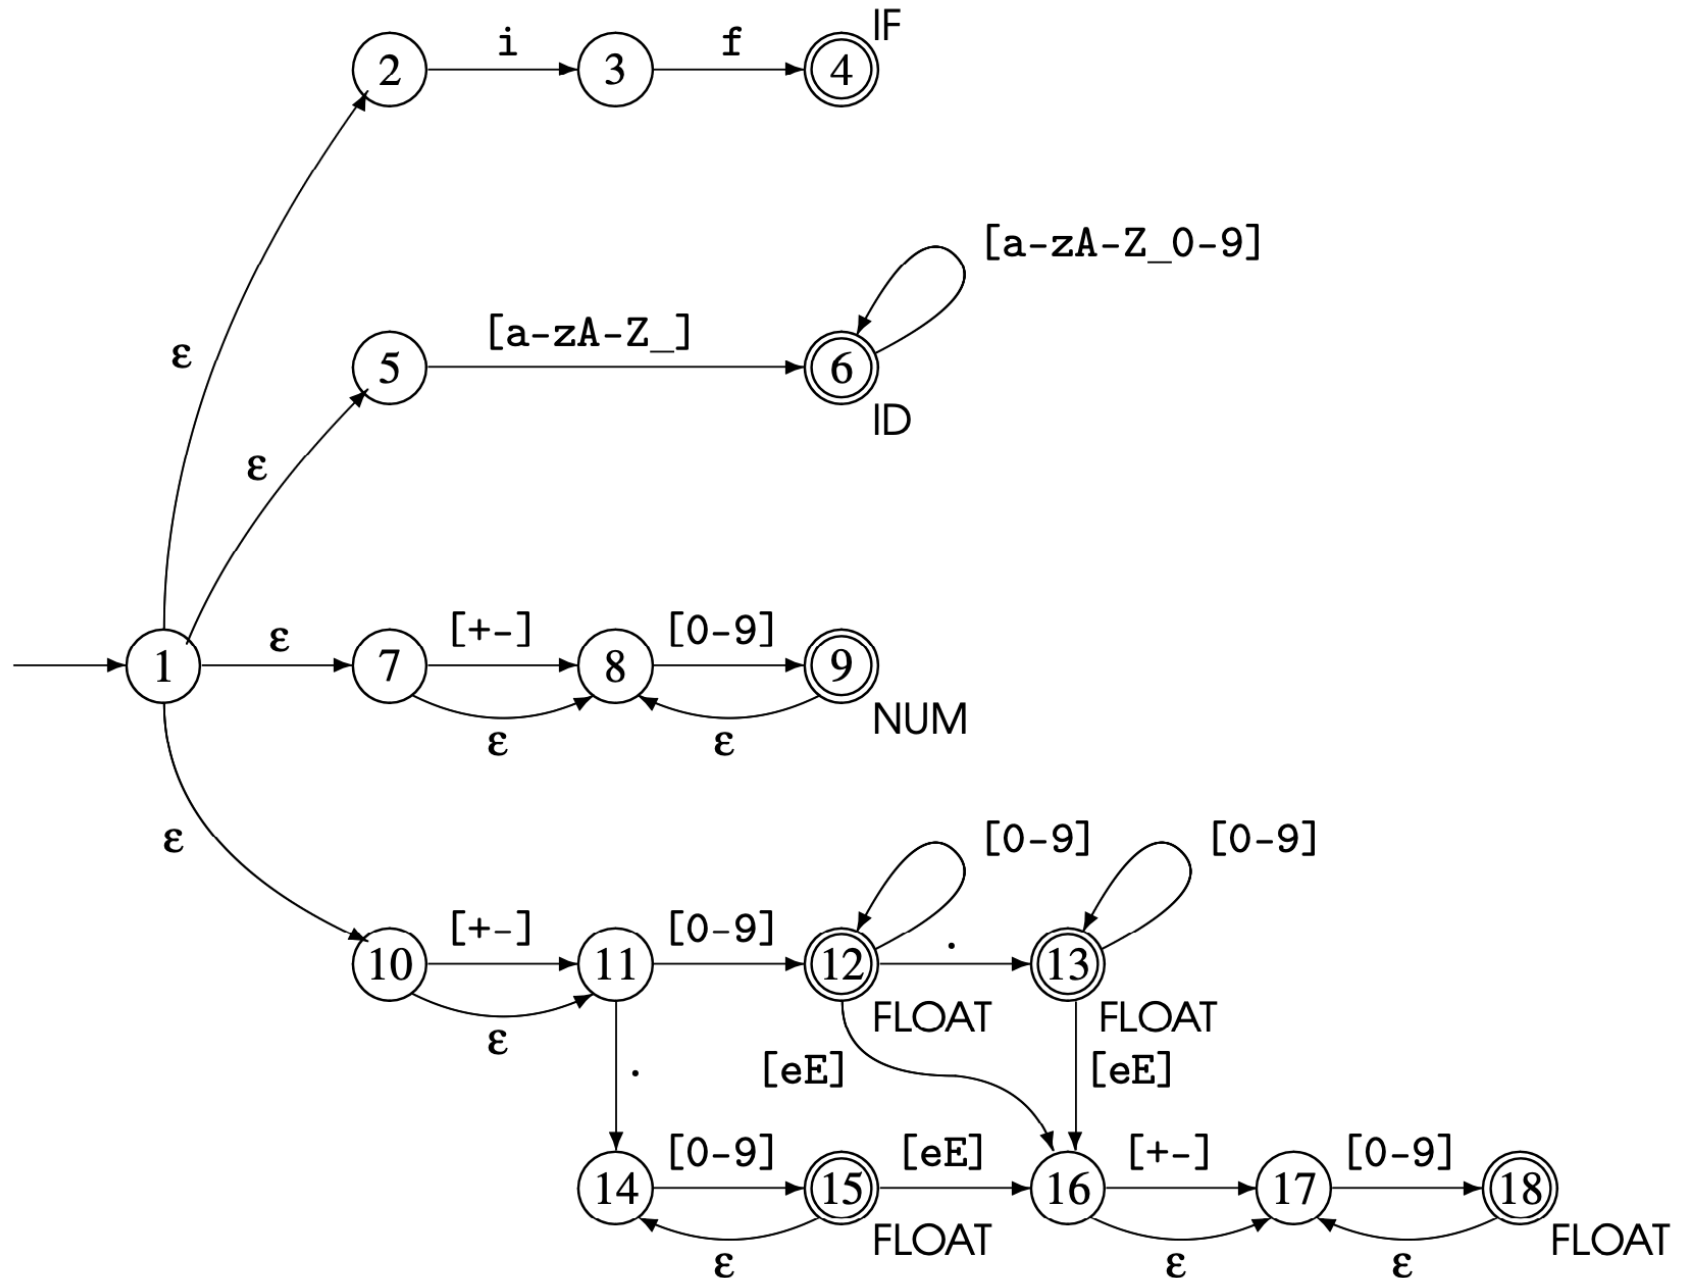 IF
2 i 3 f 4
[a-zA-Z_0-9]
[a-zA-Z_]
ε 5 6
ID
ε
ε [+-] [0-9]
1 7 8 9
NUM
ε ε
ε [0-9] [0-9]
[+-] [0-9] .
10 11 12 13
FLOAT FLOAT
ε
. [eE] [eE]
[0-9] [eE] [+-] [0-9]
14 15 16 17 18
FLOAT FLOAT
ε ε ε